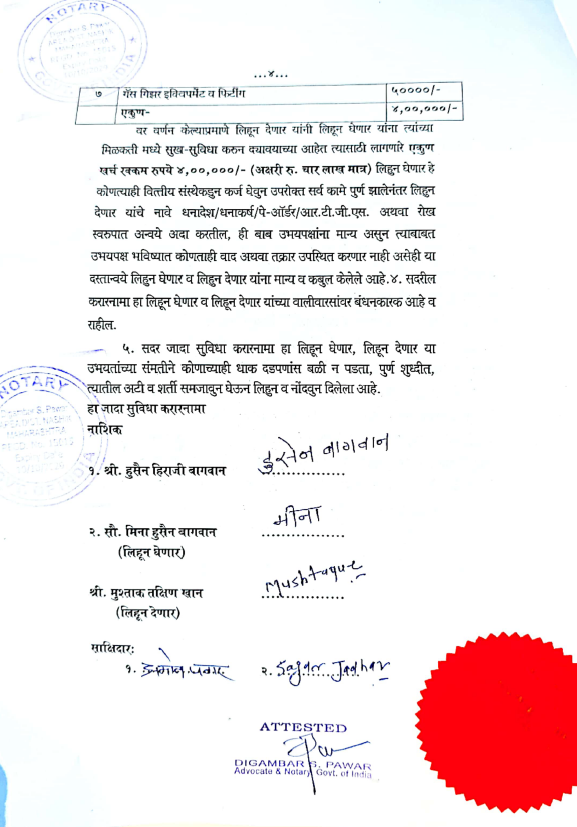 NOTARY
...४...
७ गॅस गिझर इक्विपमेंट व फिटींग ५००००/-
एकुण- ४,००,०००/-
वर वर्णन केल्याप्रमाणे लिहून देणार यांनी लिहून घेणार यांना त्यांच्या
मिळकती मध्ये सुख-सुविधा करुन दयावयाच्या आहेत त्यासाठी लागणारे एकुण
खर्च रक्कम रुपये ४,००,०००/- (अक्षरी रु. चार लाख मात्र) लिहुन घेणार हे
कोणत्याही वित्तीय संस्थेकडुन कर्ज घेवुन उपरोक्त सर्व कामे पुर्ण झालेनंतर लिहुन
देणार यांचे नावे धनादेश/धनाकर्ष/पे-ऑर्डर/आर.टी.जी.एस. अथवा रोख
स्वरुपात अन्वये अदा करतील, ही बाब उभयपक्षांना मान्य असुन त्याबाबत
उभयपक्ष भविष्यात कोणताही वाद अथवा तक्रार उपस्थित करणार नाही असेही या
दस्तान्वये लिहुन घेणार व लिहुन देणार यांना मान्य व कबुल केलेले आहे.४. सदरील
करारनामा हा लिहून घेणार व लिहून देणार यांच्या वालीवारसांवर बंधनकारक आहे व
राहील.
५. सदर जादा सुविधा करारनामा हा लिहून घेणार, लिहून देणार या
उभयतांच्या संमतीने कोणाच्याही धाक दडपणांस बळी न पडता, पुर्ण शुध्दीत,
त्यातील अटी व शर्ती समजावुन घेऊन लिहुन व नोंदवुन दिलेला आहे.
हा जादा सुविधा करारनामा
नाशिक
NOTARY
१. श्री. हुसैन हिराजी बागवान
हुसेन बागवान
२. सौ. मिना हुसैन बागवान
मीना
(लिहून घेणार)
श्री. मुश्ताक तक्षिण खान
Mushtaque
(लिहून देणार)
साक्षिदार:
१.
२. Sagar Jadhav
ATTESTED
DIGAMBAR S. PAWAR
Advocate & Notary Govt. of India